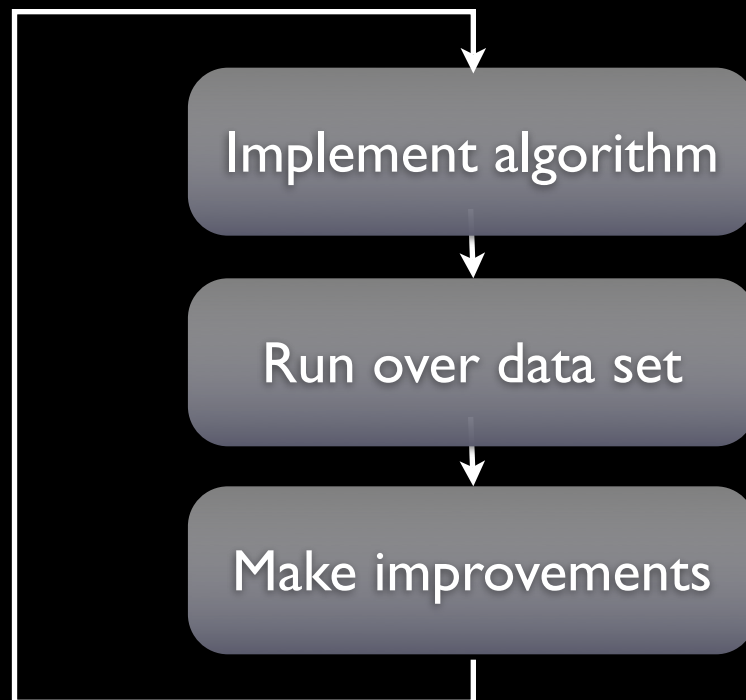 Implement algorithm
Run over data set
Make improvements